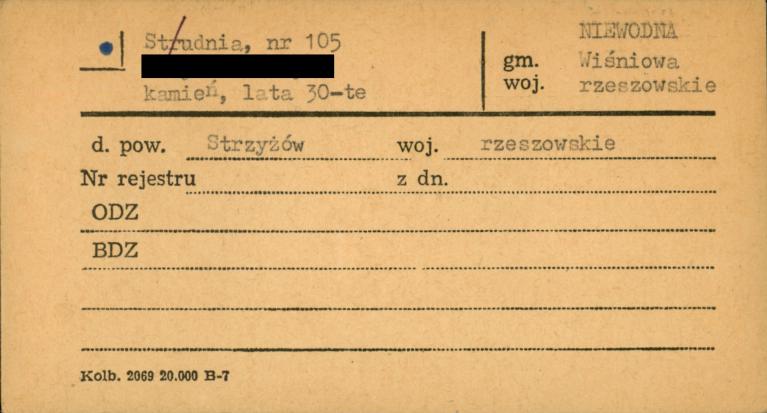 Studnia, nr 105
kamień, lata 30-te
NIEWODNA
gm. Wiśniowa
woj. rzeszowskie
d. pow. Strzyżów woj. rzeszowskie
Nr rejestru z dn.
ODZ
BDZ
Kolb. 2069 20.000 B-7